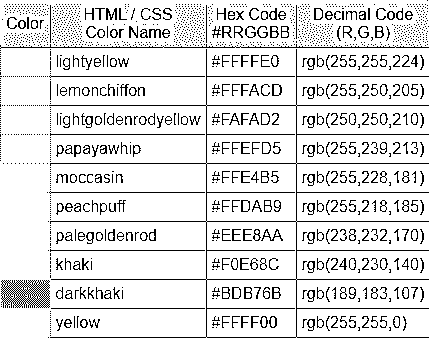 Color HTML / CSS Color Name Hex Code #RRGGBB Decimal Code (R,G,B)
lightyellow #FFFFE0 rgb(255,255,224)
lemonchiffon #FFFACD rgb(255,250,205)
lightgoldenrodyellow #FAFAD2 rgb(250,250,210)
papayawhip #FFEFD5 rgb(255,239,213)
moccasin #FFE4B5 rgb(255,228,181)
peachpuff #FFDAB9 rgb(255,218,185)
palegoldenrod #EEE8AA rgb(238,232,170)
khaki #F0E68C rgb(240,230,140)
darkkhaki #BDB76B rgb(189,183,107)
yellow #FFFF00 rgb(255,255,0)